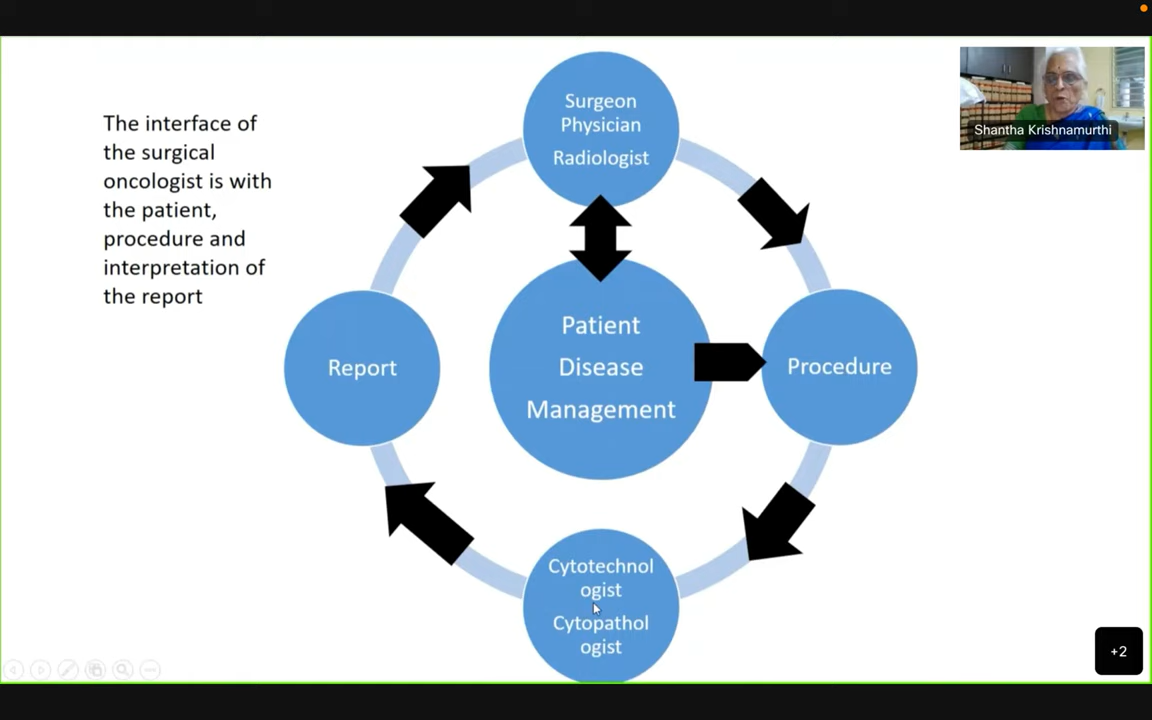 The interface of
the surgical
oncologist is with
the patient,
procedure and
interpretation of
the report
Surgeon
Physician
Radiologist
Shantha Krishnamurthi
Patient
Disease
Management
Procedure
Report
Cytotechnol
ogist
Cytopathol
ogist
+2